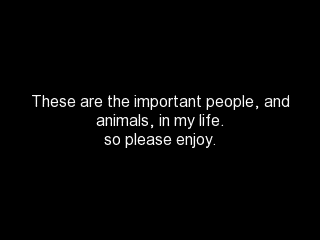 These are the important people, and
animals, in my life.
so please enjoy.